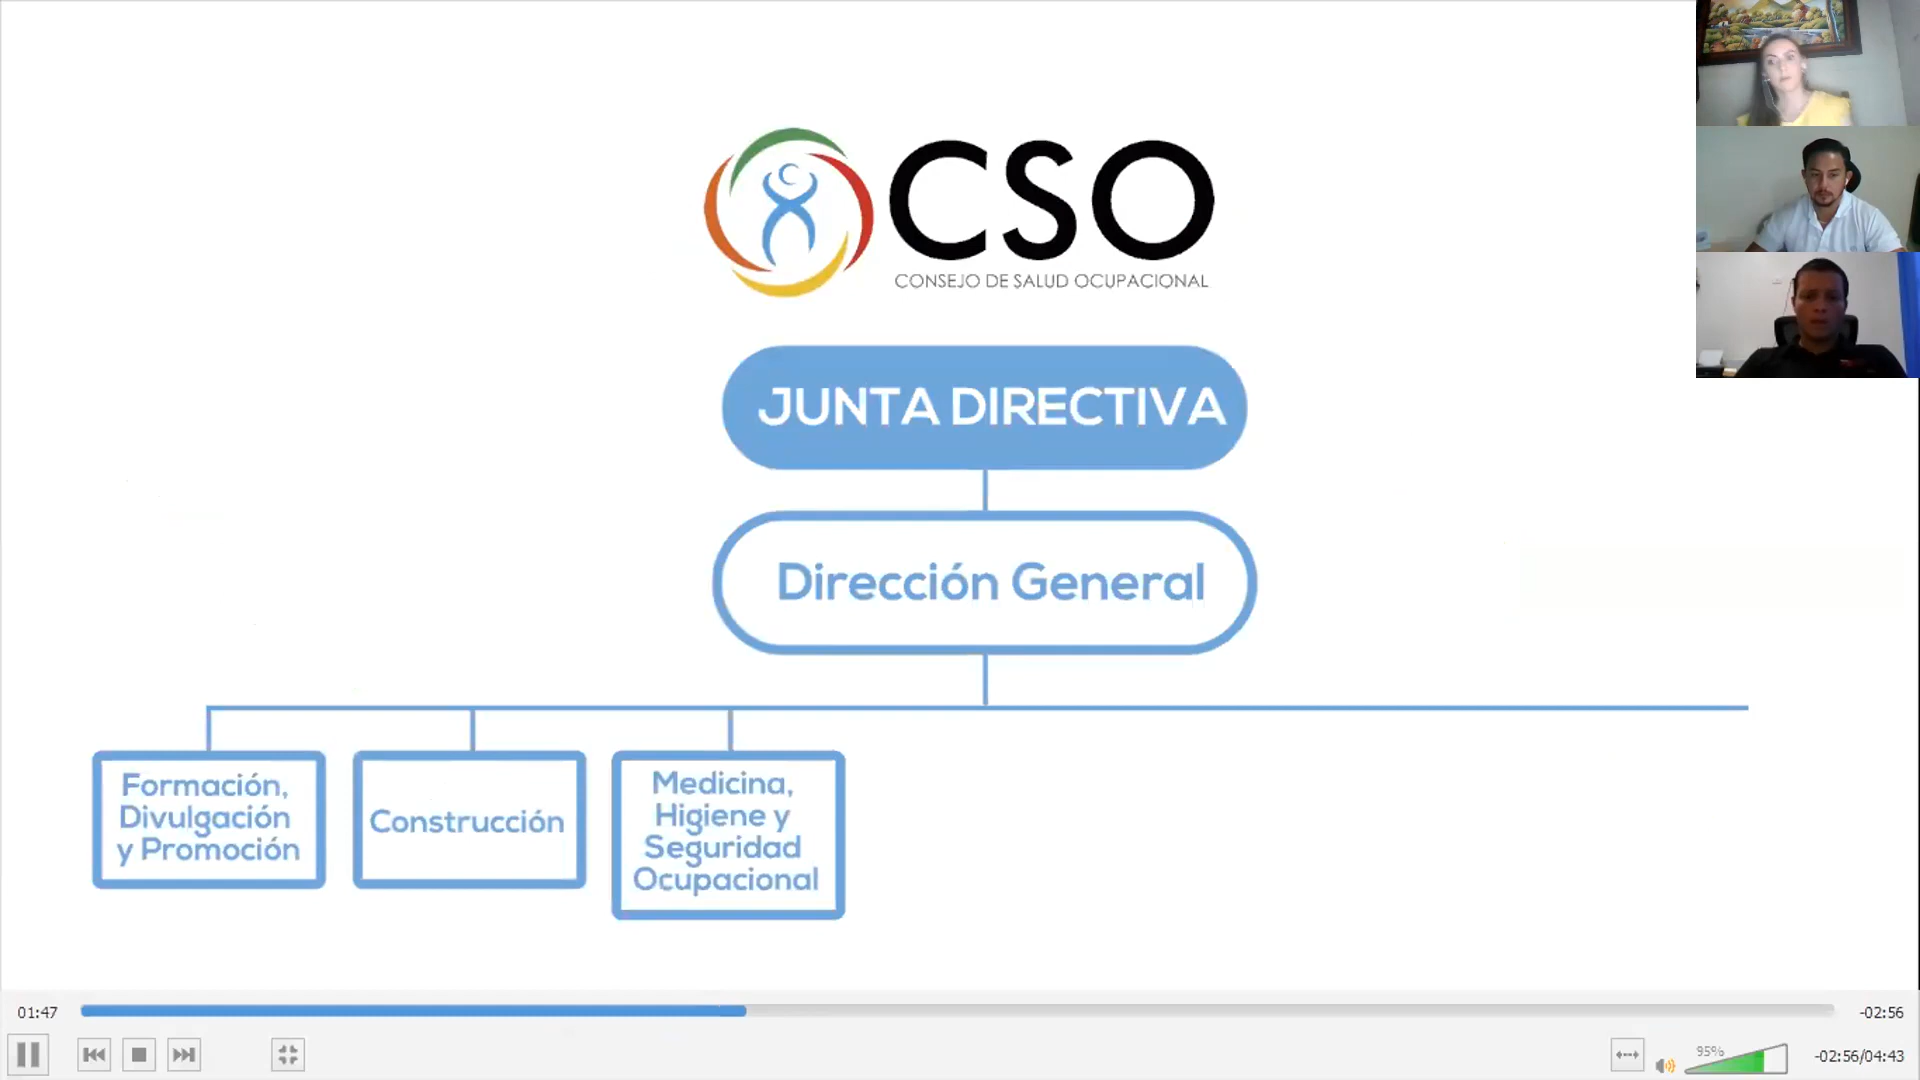 CSO
CONSEJO DE SALUD OCUPACIONAL
JUNTA DIRECTIVA
Dirección General
Formación,
Divulgación
y Promoción
Construcción
Medicina,
Higiene y
Seguridad
Ocupacional
01:47
-02:56
95%
-02:56/04:43